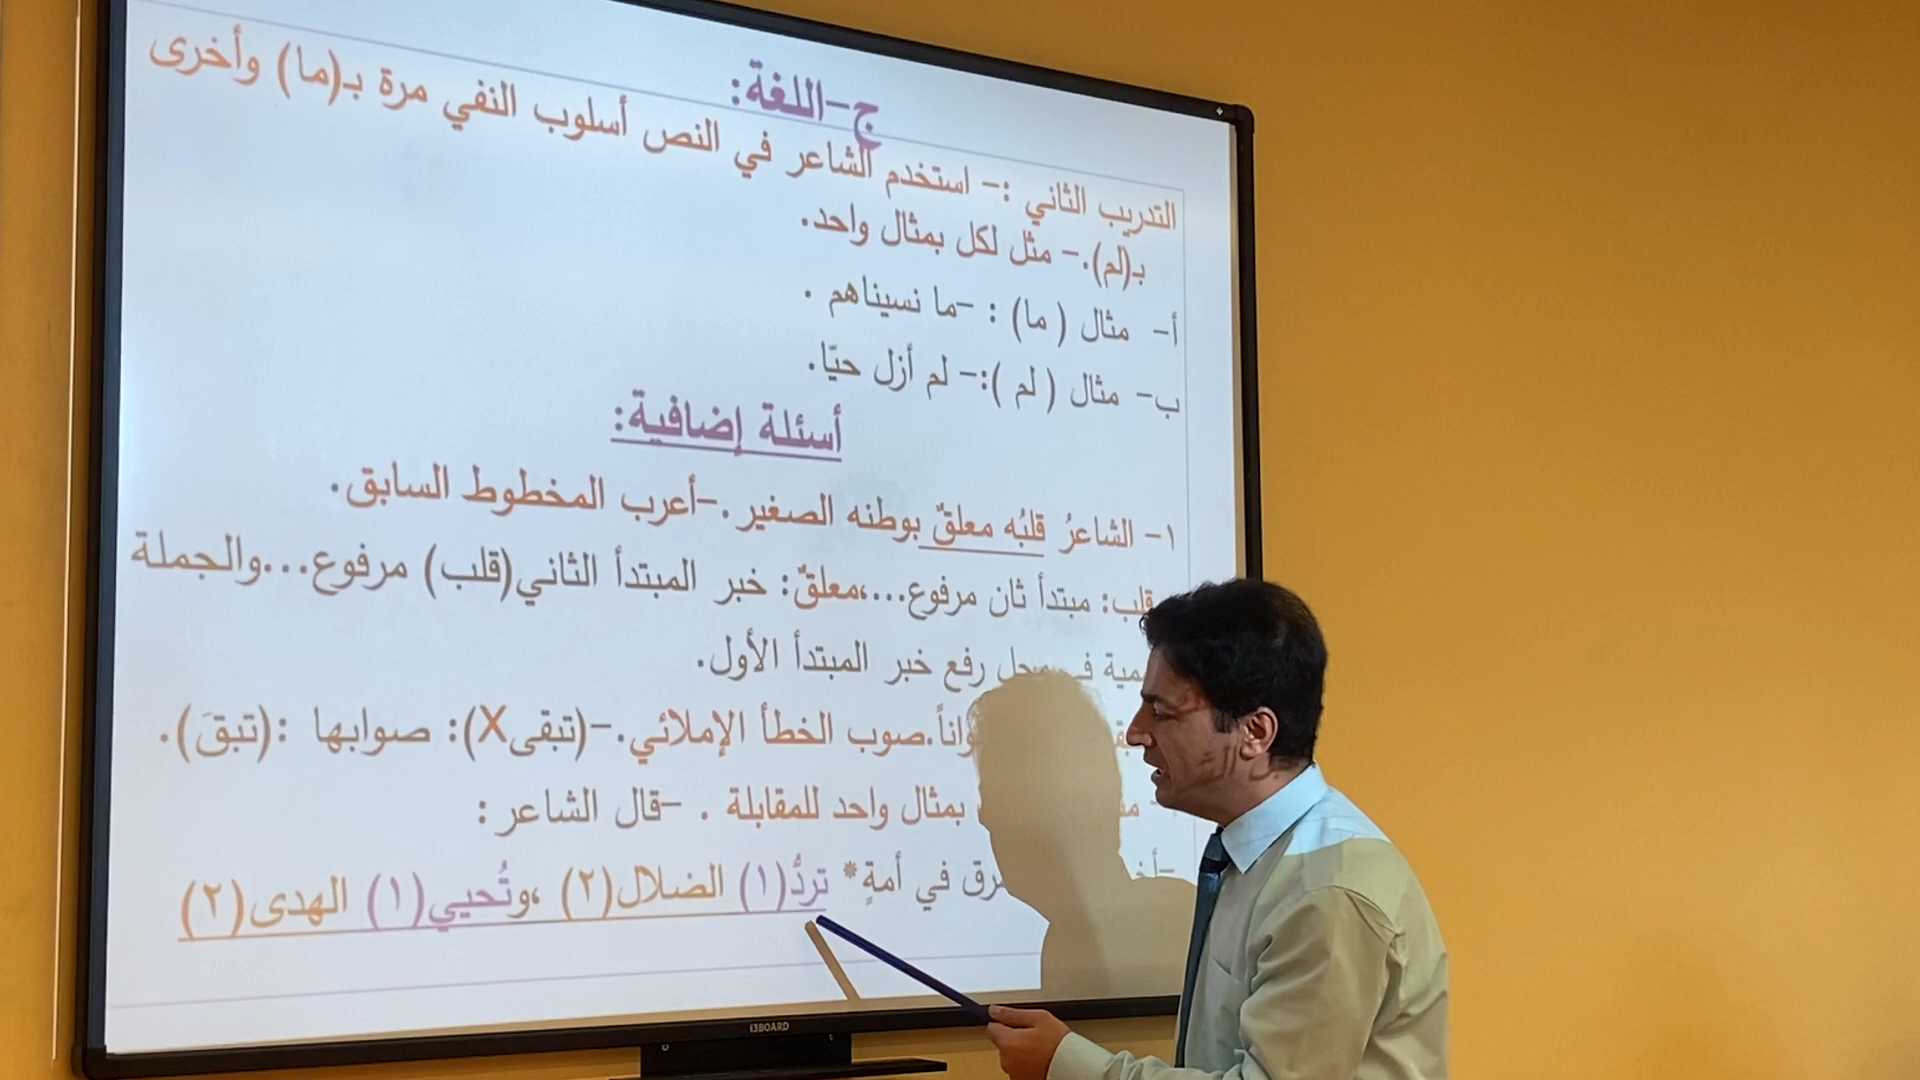 ج-اللغة:
التدريب الثاني :- استخدم الشاعر في النص أسلوب النفي مرة بـ(ما) وأخرى
بـ(لم).- مثل لكل بمثال واحد.
أ- مثال ( ما) : -ما نسيناهم .
ب- مثال ( لم ):- لم أزل حيّا.
أسئلة إضافية:
١- الشاعرُ قلبُه معلقٌ بوطنه الصغير.-أعرب المخطوط السابق.
قلب: مبتدأ ثان مرفوع...،معلقٌ: خبر المبتدأ الثاني(قلب) مرفوع...والجملة
رفع خبر المبتدأ الأول.
صوب الخطأ الإملائي.-(تبقىX): صوابها :(تبقَ).
بمثال واحد للمقابلة . -قال الشاعر :
في أمةٍ* تردُّ(١) الضلال(٢) ،وتُحيي(١) الهدى(٢)
i3BOARD